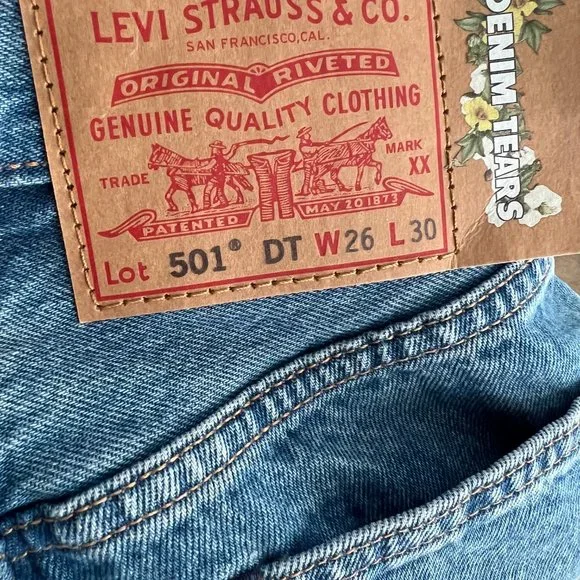 LEVI STRAUSS & CO.
SAN FRANCISCO, CAL.
ORIGINAL RIVETED
GENUINE QUALITY CLOTHING
TRADE MARK
XX
PATENTED MAY 20 1873
Lot 501® DT W26 L 30
DENIM TEARS